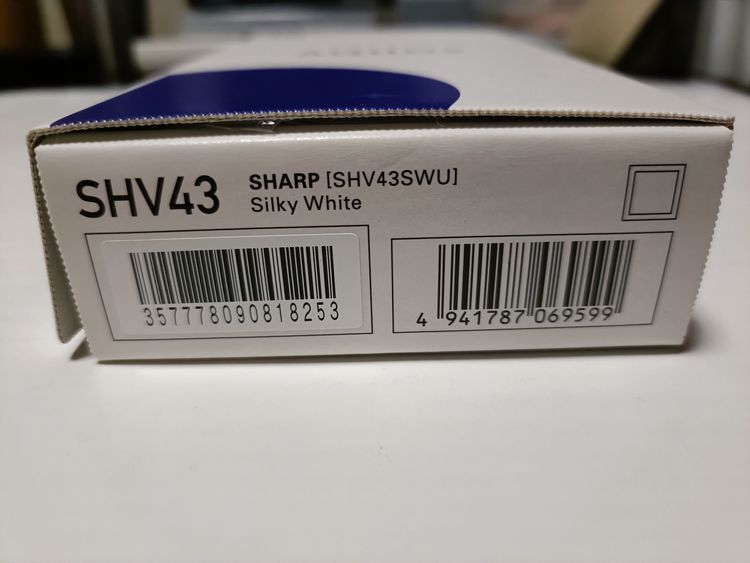 SHV43
SHARP [SHV43SWU]
Silky White
357778090818253
4 941787 069599